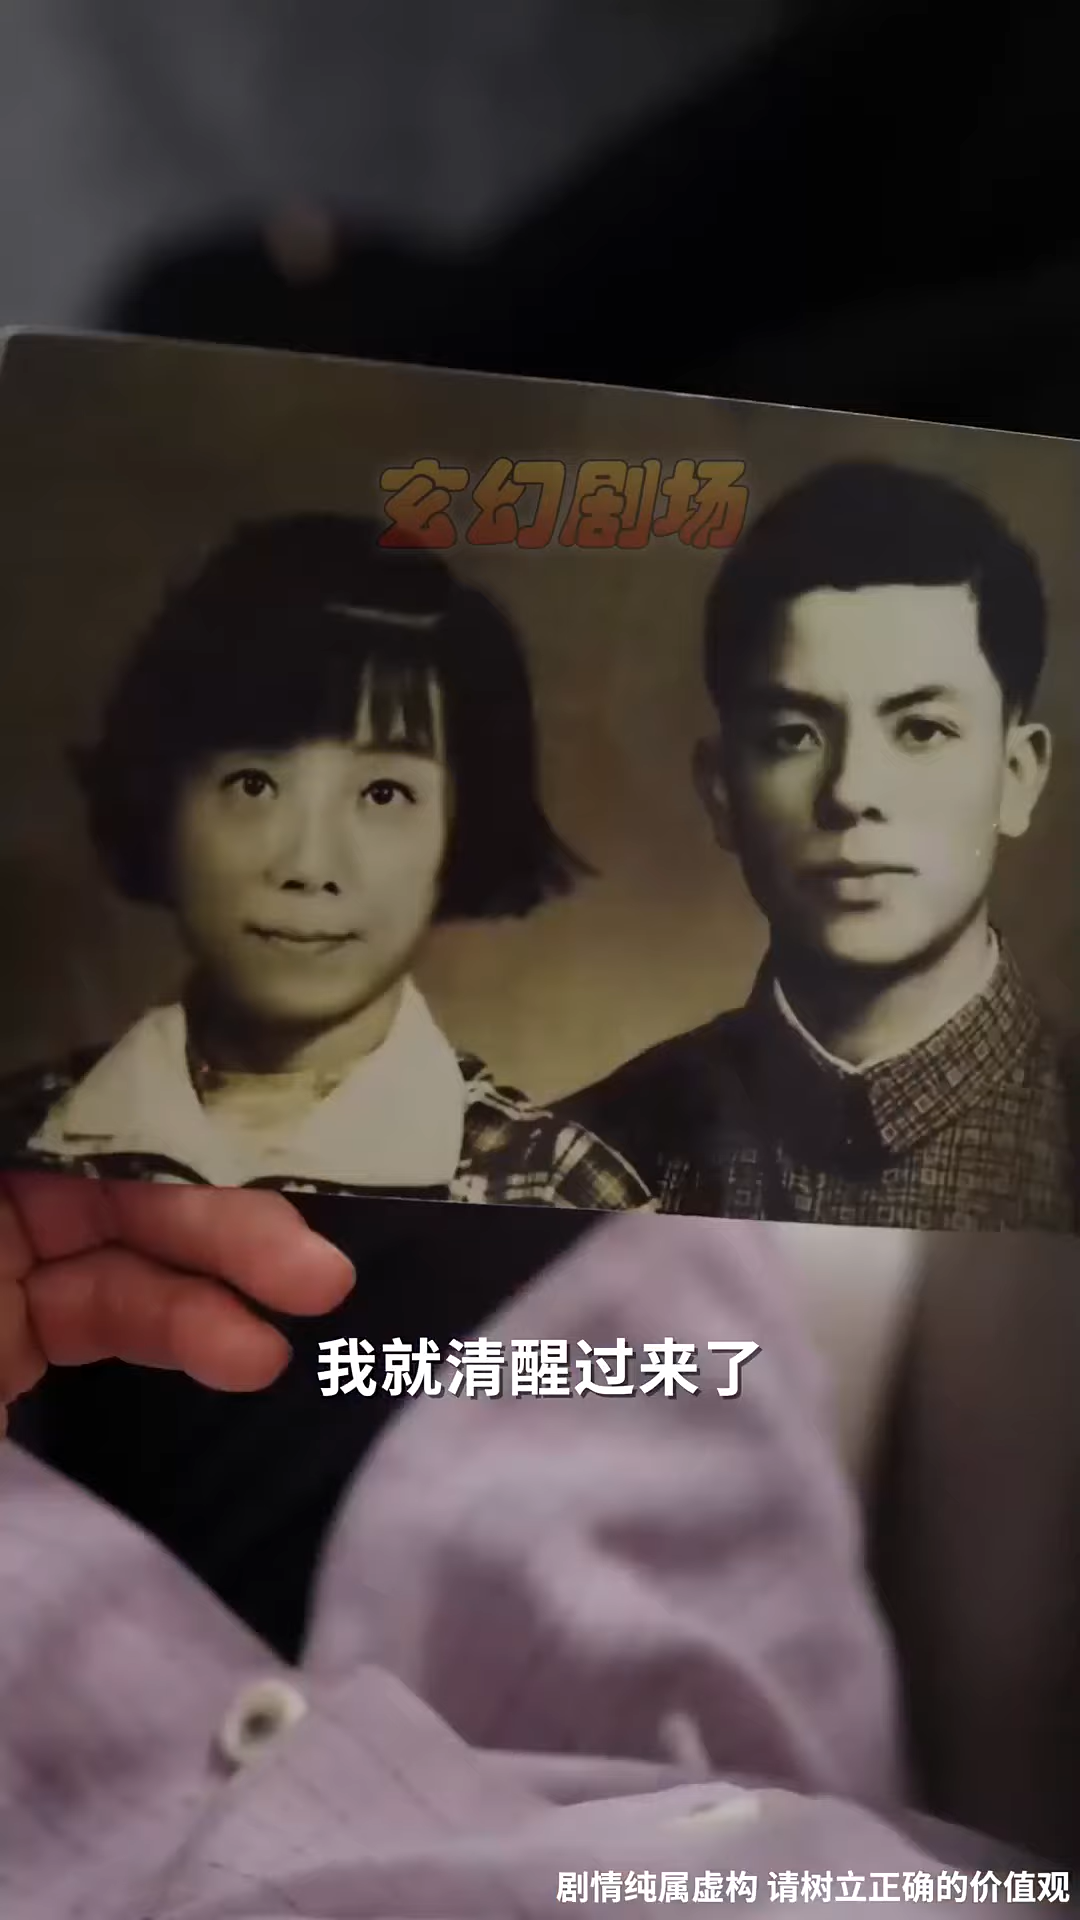 玄幻剧场
我就清醒过来了
剧情纯属虚构 请树立正确的价值观